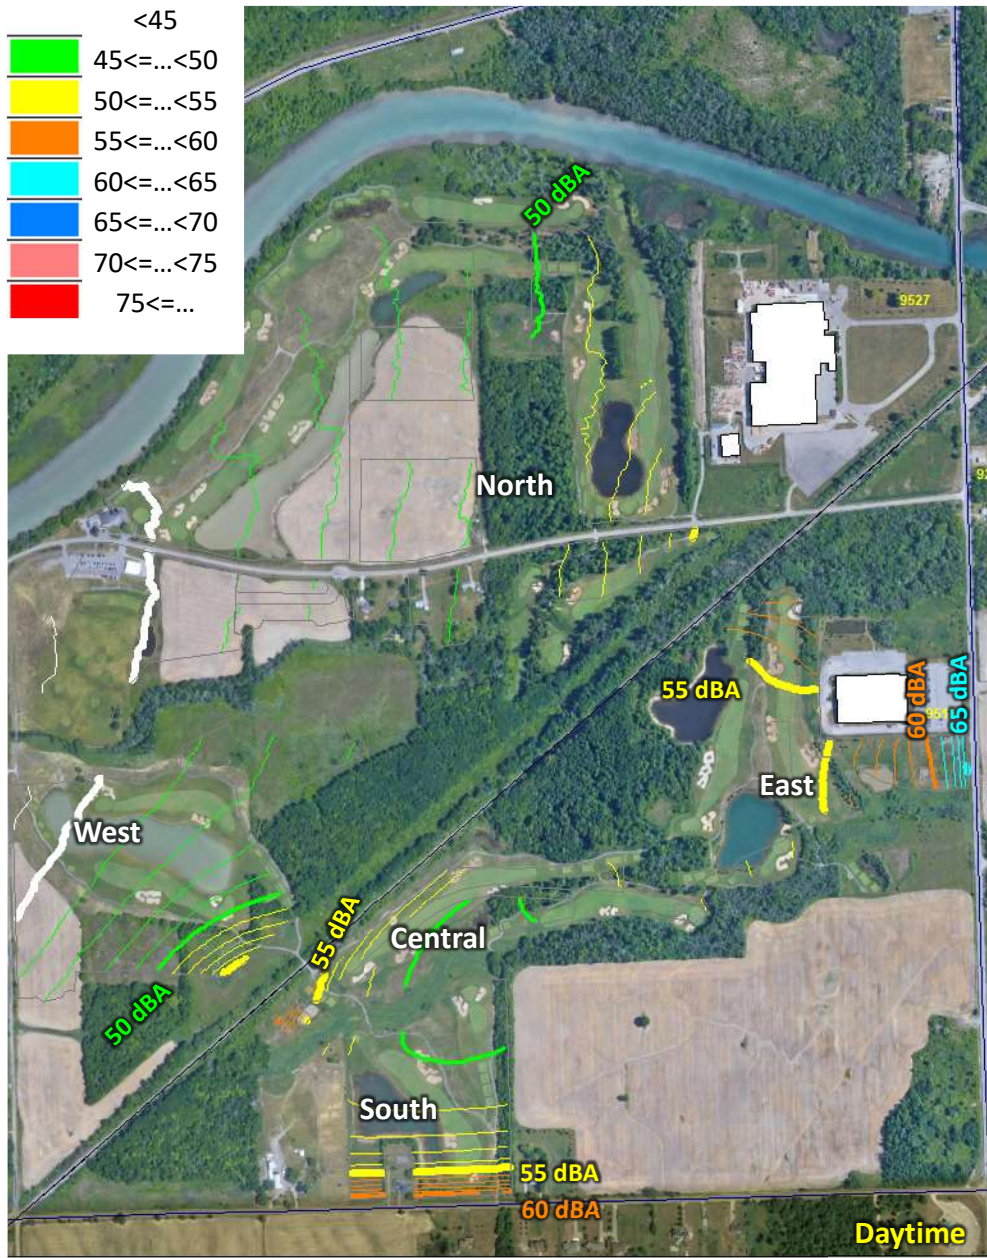 <45
45<=...<50
50<=...<55
55<=...<60
60<=...<65
65<=...<70
70<=...<75
75<=...
50 dBA
9527
North
55 dBA
60 dBA
65 dBA
951
East
West
55 dBA
Central
50 dBA
South
55 dBA
60 dBA
Daytime